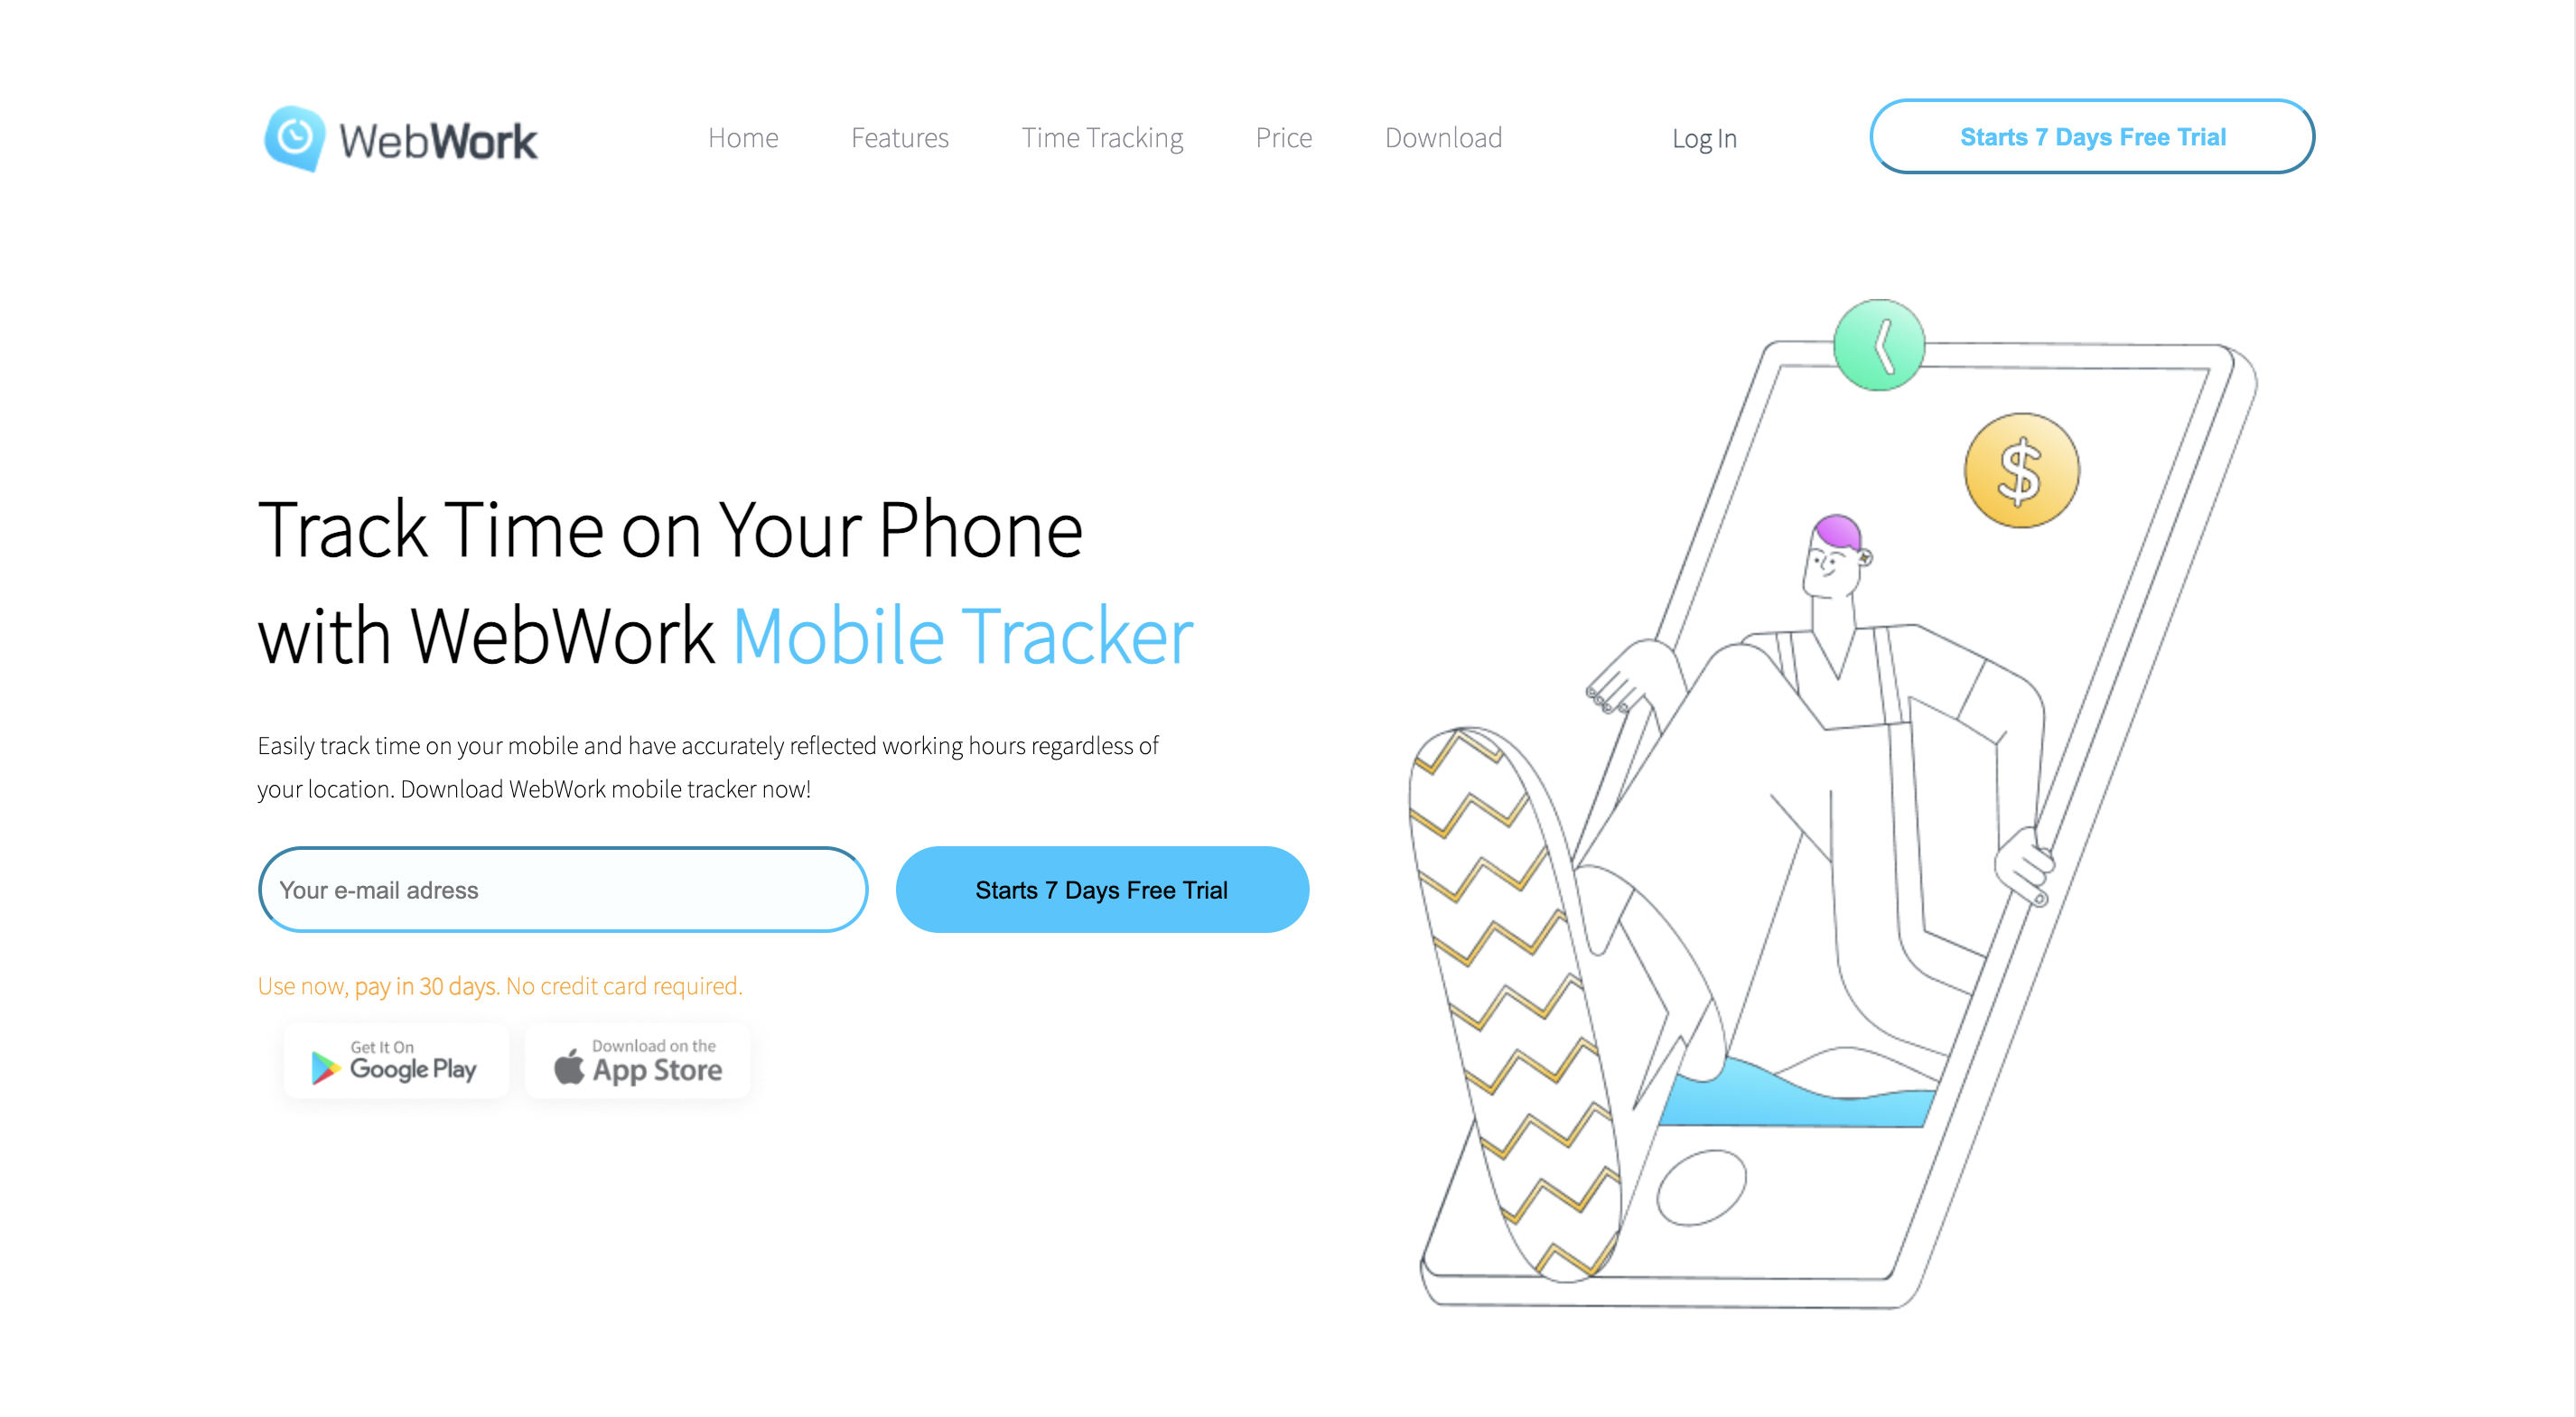 WebWork
Home
Features
Time Tracking
Price
Download
Log In
Starts 7 Days Free Trial
$
Track Time on Your Phone
with WebWork Mobile Tracker
Easily track time on your mobile and have accurately reflected working hours regardless of
your location. Download WebWork mobile tracker now!
Your e-mail adress
Starts 7 Days Free Trial
Use now, pay in 30 days. No credit card required.
Get It On
Google Play
Download on the
App Store